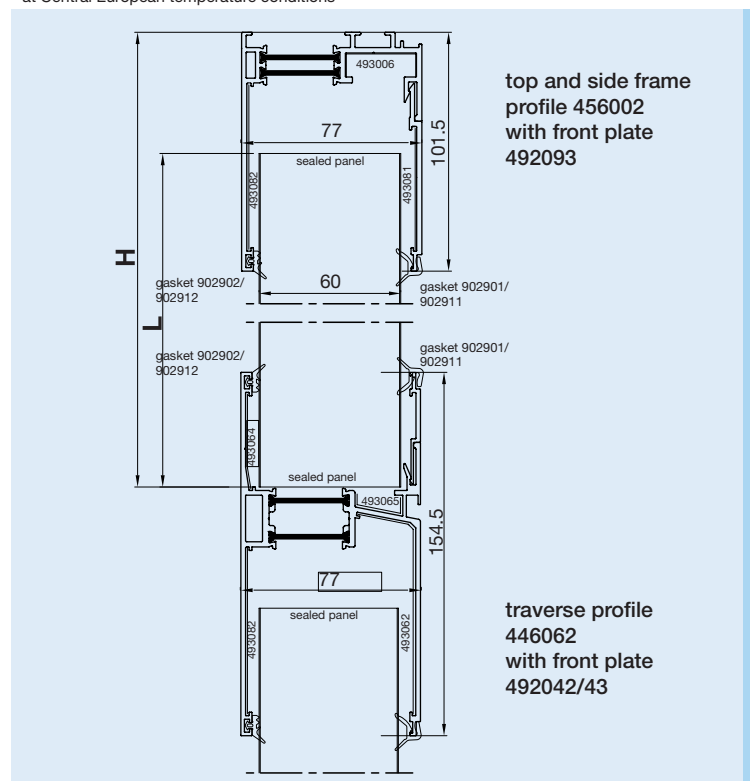 at Central European temperature conditions
493006
top and side frame
profile 456002
with front plate
492093
77
101.5
sealed panel
493082
493081
H
L
60
gasket 902902/
902912
gasket 902901/
902911
gasket 902902/
902912
gasket 902901/
902911
493064
sealed panel
493065
154.5
77
sealed panel
493082
493062
traverse profile
446062
with front plate
492042/43